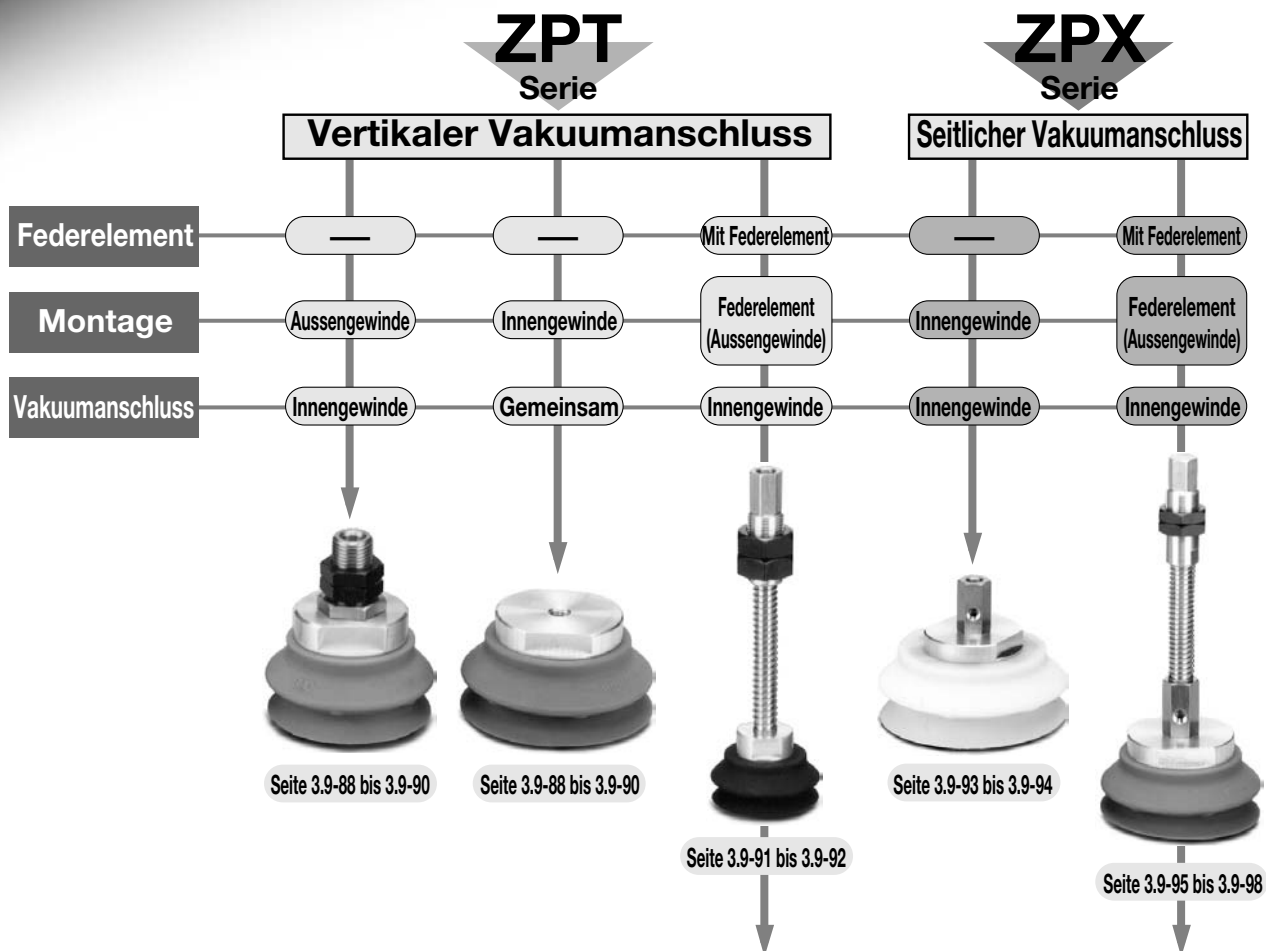 ZPT
Serie
ZPX
Serie
Vertikaler Vakuumanschluss
Seitlicher Vakuumanschluss
Federelement
—
—
Mit Federelement
—
Mit Federelement
Montage
Aussengewinde
Innengewinde
Federelement
(Aussengewinde)
Innengewinde
Federelement
(Aussengewinde)
Vakuumanschluss
Innengewinde
Gemeinsam
Innengewinde
Innengewinde
Innengewinde
Seite 3.9-88 bis 3.9-90
Seite 3.9-88 bis 3.9-90
Seite 3.9-93 bis 3.9-94
Seite 3.9-91 bis 3.9-92
Seite 3.9-95 bis 3.9-98